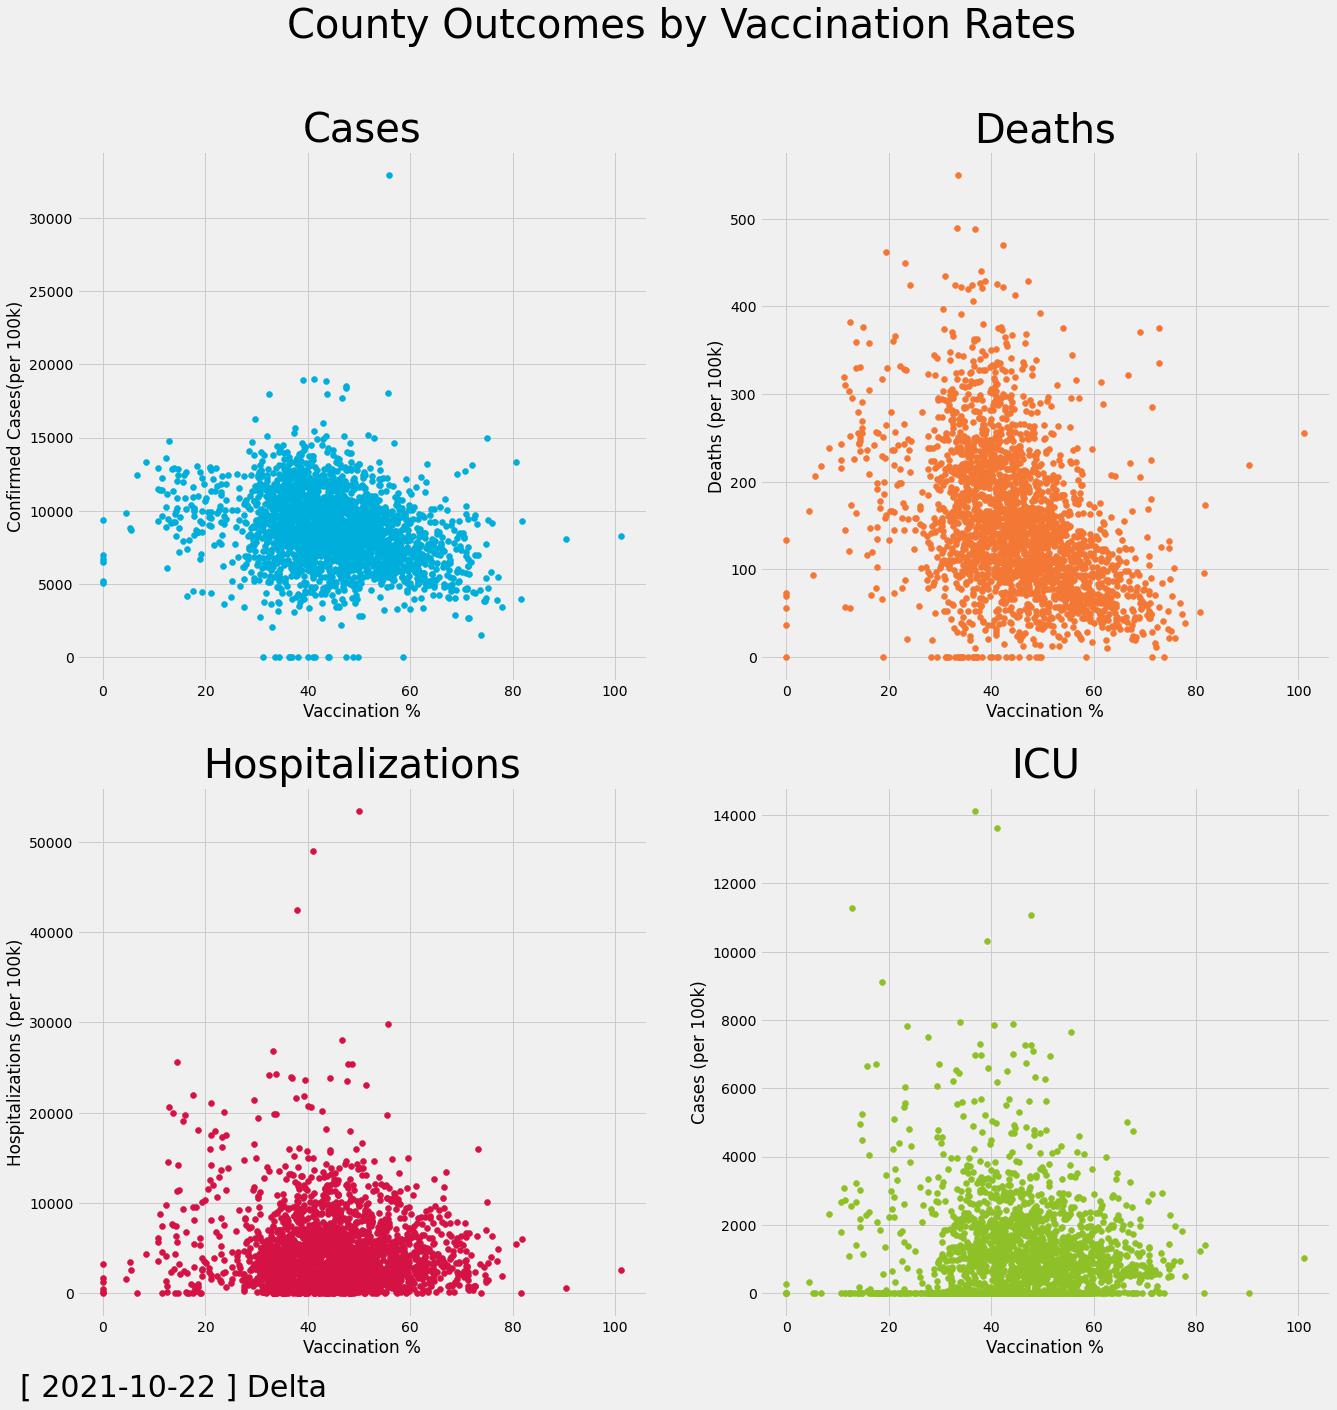 County Outcomes by Vaccination Rates
Cases
Confirmed Cases(per 100k)
30000
25000
20000
15000
10000
5000
0
0 20 40 60 80 100
Vaccination %
Deaths
Deaths (per 100k)
500
400
300
200
100
0
0 20 40 60 80 100
Vaccination %
Hospitalizations
Hospitalizations (per 100k)
50000
40000
30000
20000
10000
0
0 20 40 60 80 100
Vaccination %
ICU
Cases (per 100k)
14000
12000
10000
8000
6000
4000
2000
0
0 20 40 60 80 100
Vaccination %
[ 2021-10-22 ] Delta